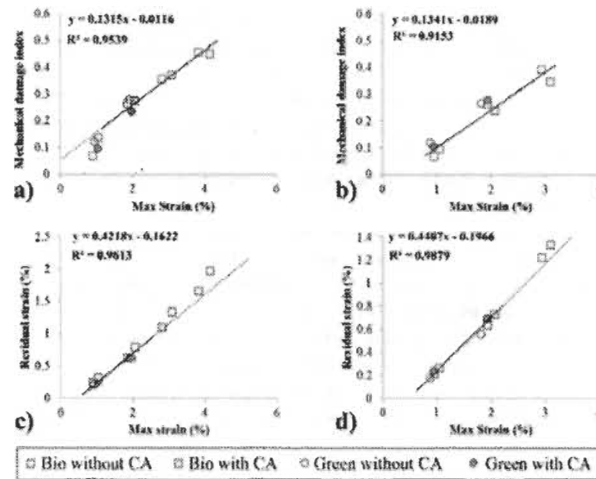 y = 0.1315x - 0.0116
R² = 0.9539
Mechanical damage index
0.6
0.5
0.4
0.3
0.2
0.1
0
0 2 4 6
Max Strain (%)
a)
y = 0.1341x - 0.0189
R² = 0.9153
Mechanical damage index
0.6
0.5
0.4
0.3
0.2
0.1
0
0 1 2 3 4
Max Strain (%)
b)
y = 0.4218x - 0.1622
R² = 0.9613
Residual strain (%)
2.5
2
1.5
1
0.5
0
0 2 4 6
Max strain (%)
c)
y = 0.4407x - 0.1966
R² = 0.9879
Residual strain (%)
1.4
1.2
1
0.8
0.6
0.4
0.2
0
0 1 2 3 4
Max Strain (%)
d)
Bio without CA Bio with CA Green without CA Green with CA